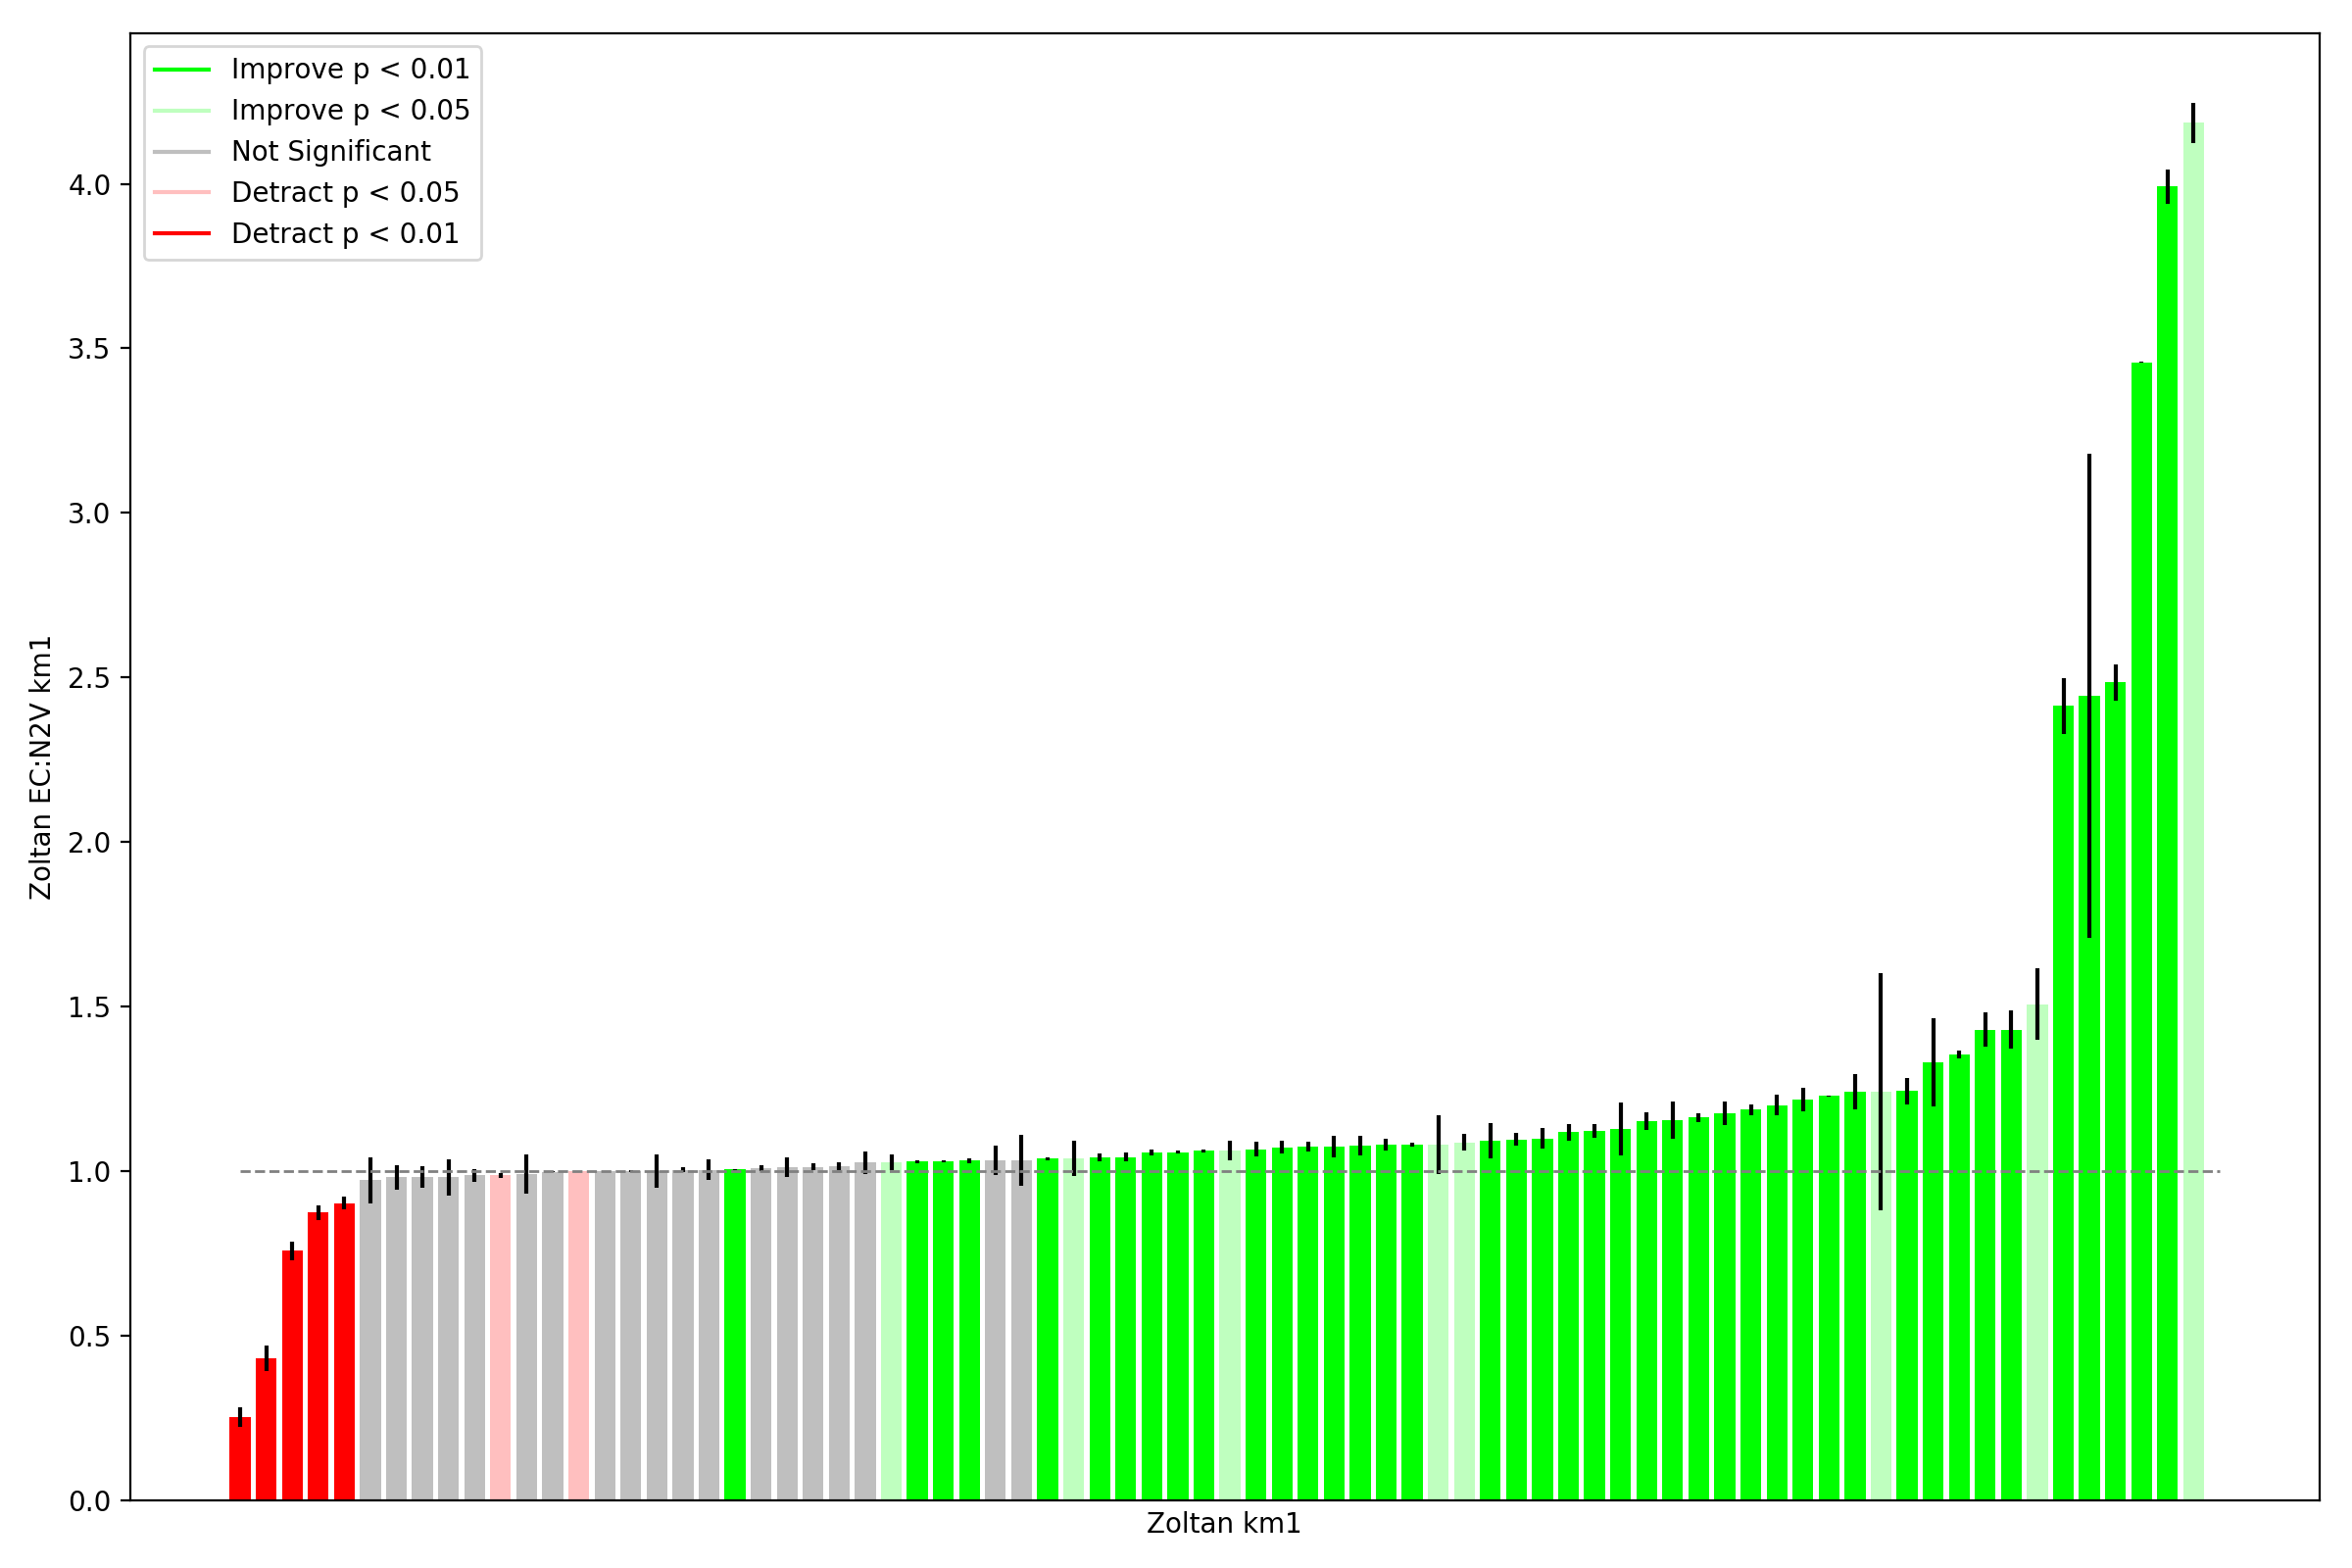 Improve p < 0.01
Improve p < 0.05
Not Significant
Detract p < 0.05
Detract p < 0.01
4.0
3.5
3.0
2.5
2.0
1.5
1.0
0.5
0.0
Zoltan EC:N2V km1
Zoltan km1